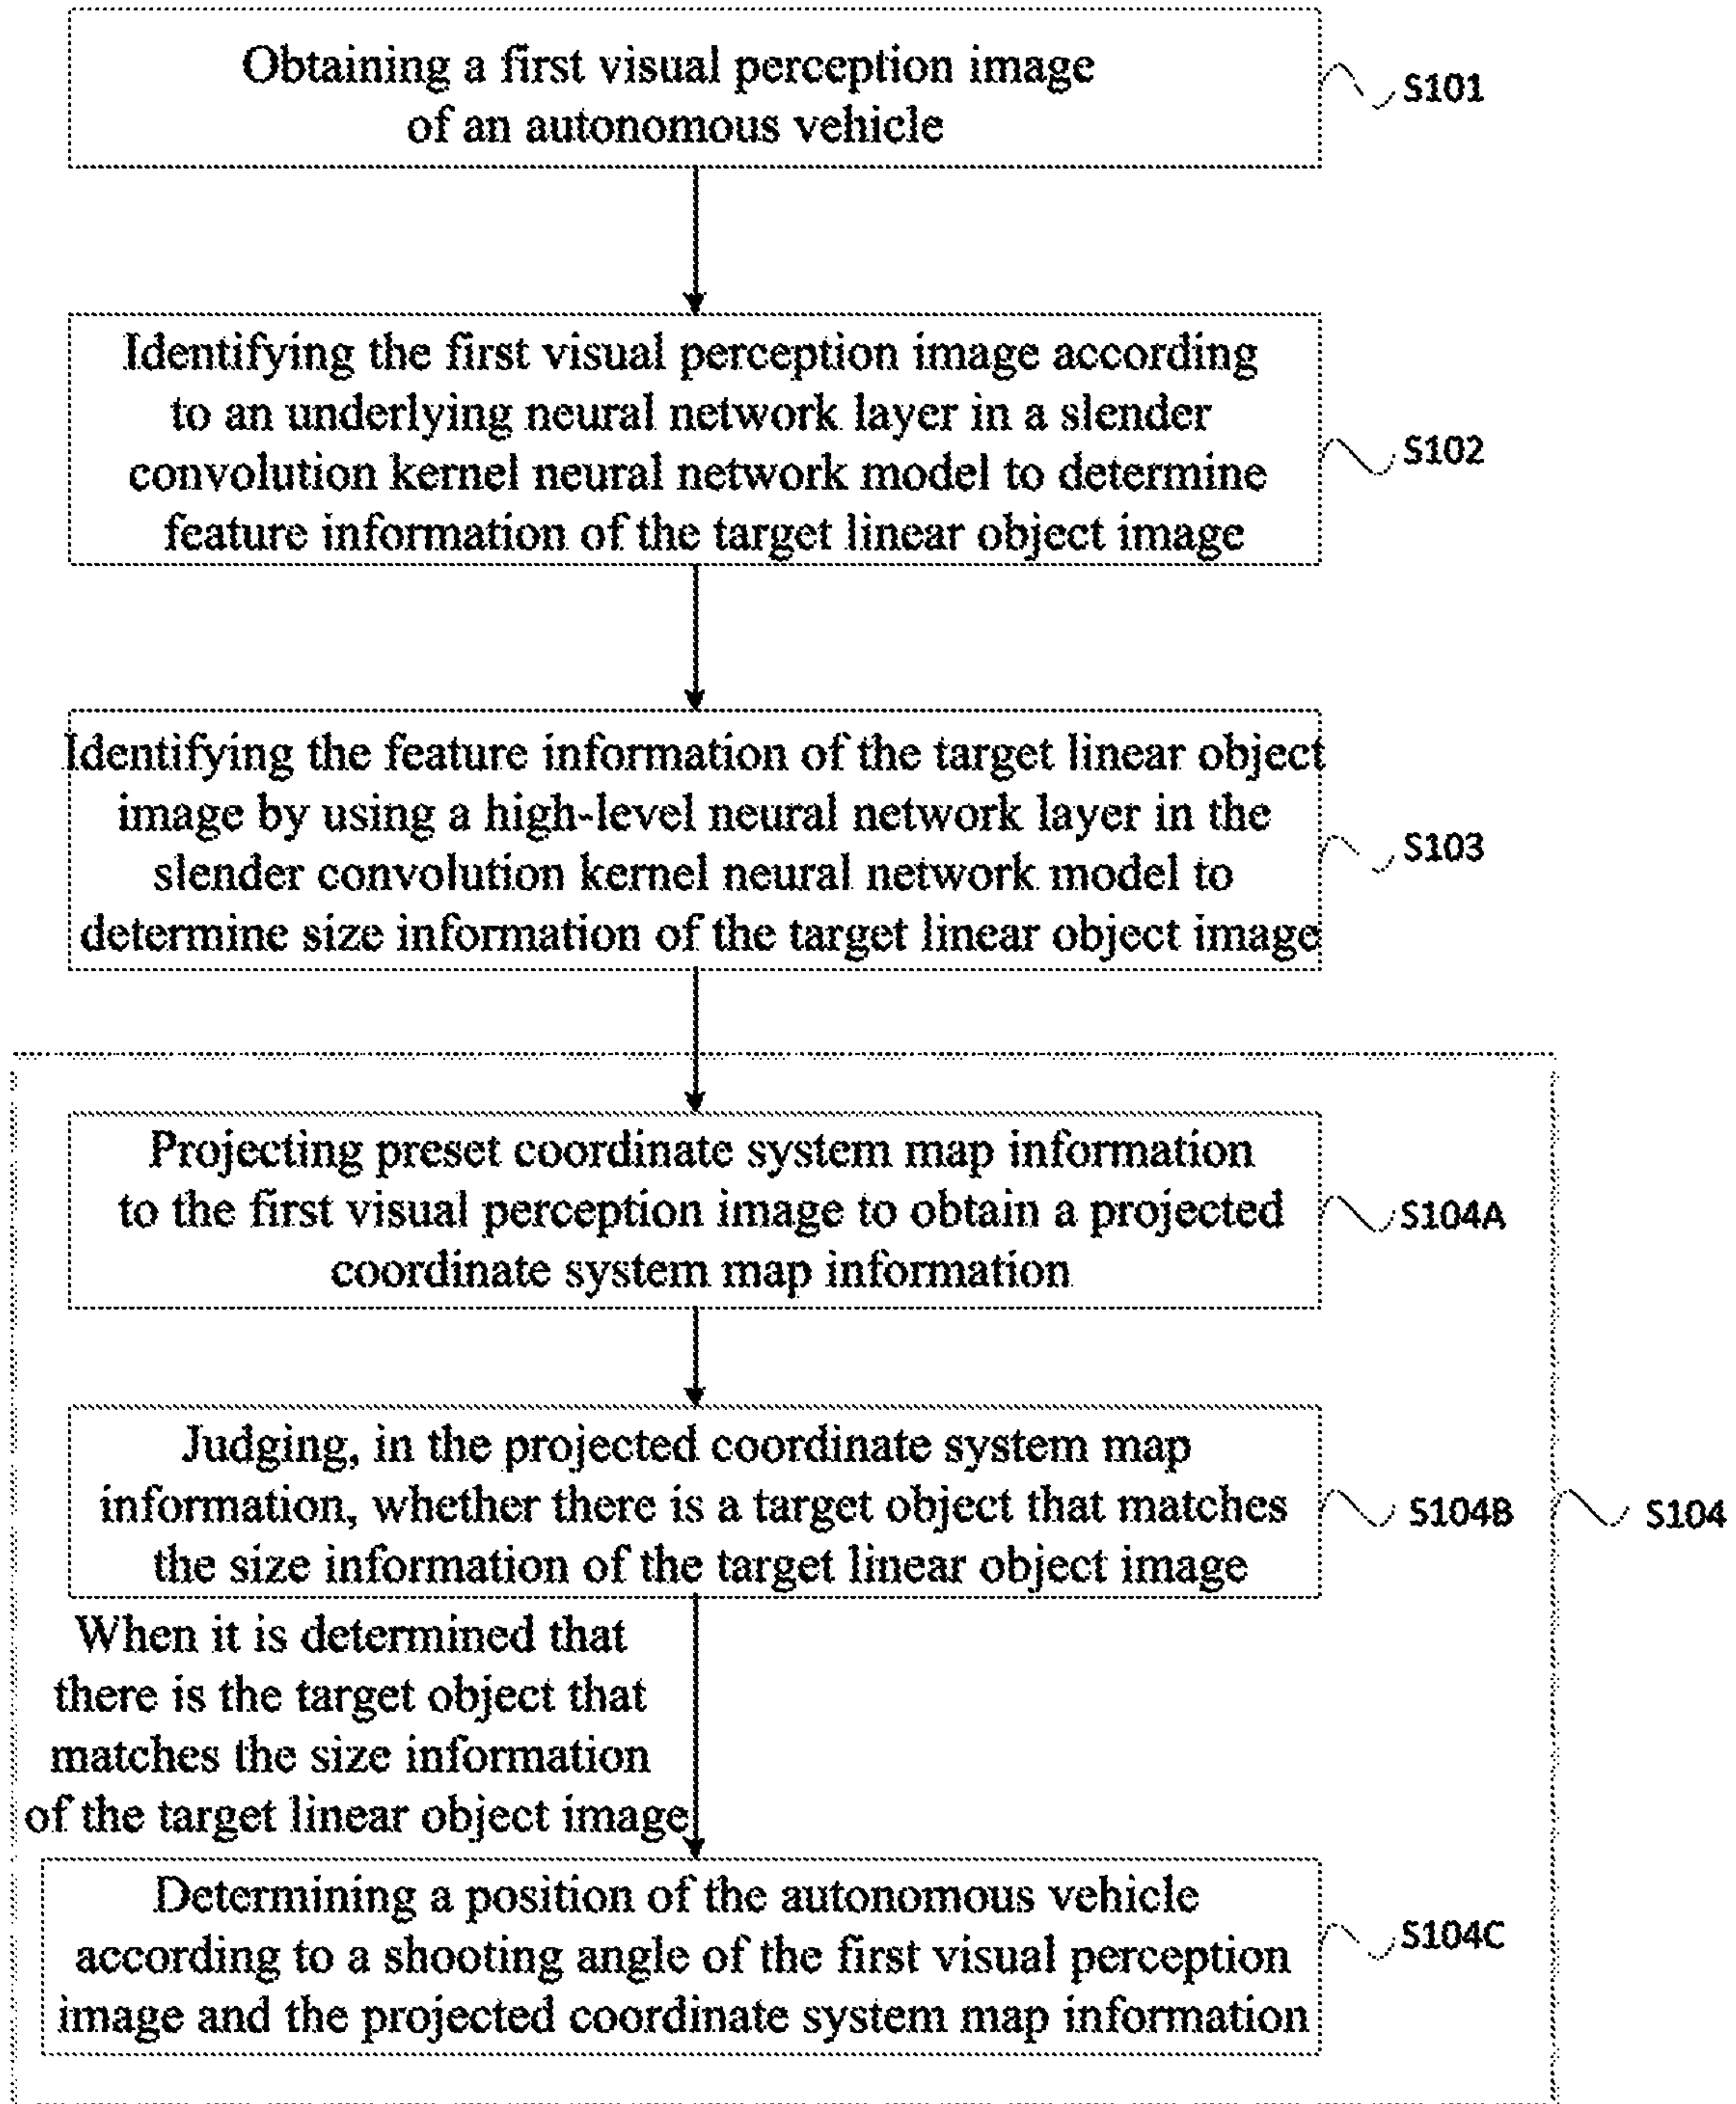 Obtaining a first visual perception image
of an autonomous vehicle
S101
Identifying the first visual perception image according
to an underlying neural network layer in a slender
convolution kernel neural network model to determine
feature information of the target linear object image
S102
Identifying the feature information of the target linear object
image by using a high-level neural network layer in the
slender convolution kernel neural network model to
determine size information of the target linear object image
S103
Projecting preset coordinate system map information
to the first visual perception image to obtain a projected
coordinate system map information
S104A
Judging, in the projected coordinate system map
information, whether there is a target object that matches
the size information of the target linear object image
S104B
S104
When it is determined that
there is the target object that
matches the size information
of the target linear object image
Determining a position of the autonomous vehicle
according to a shooting angle of the first visual perception
image and the projected coordinate system map information
S104C